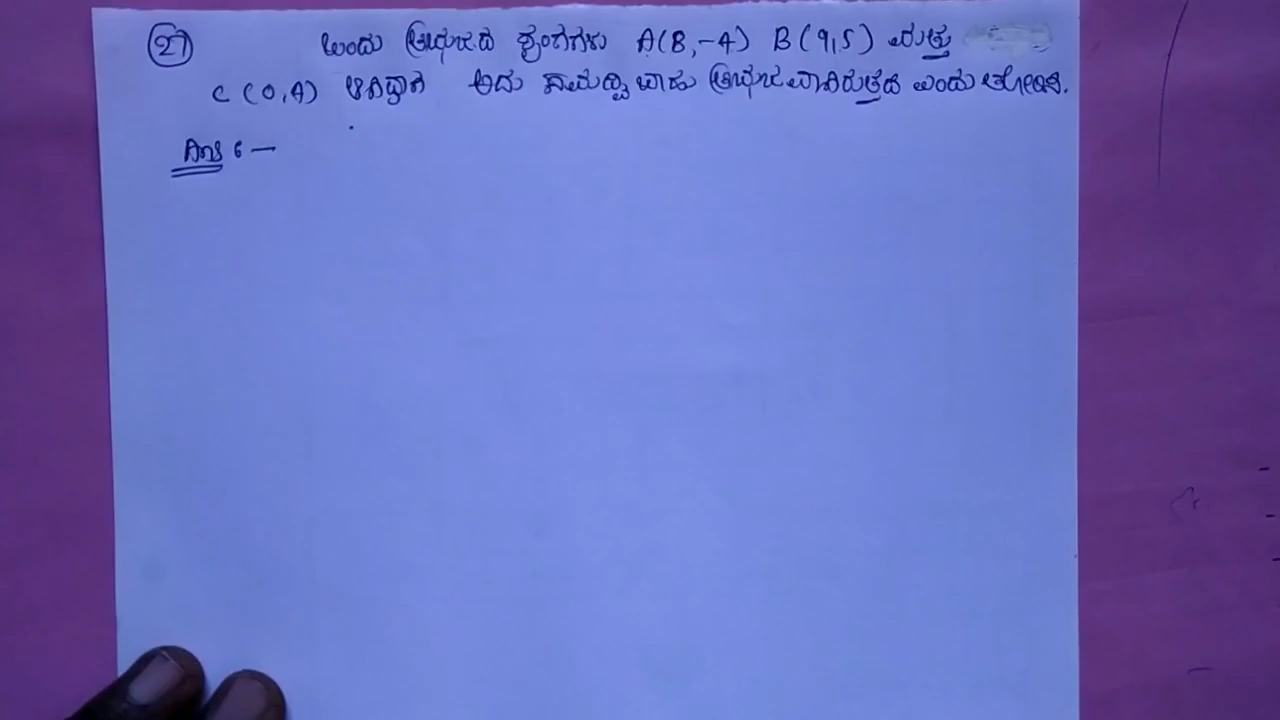 27 ಒಂದು ತ್ರಿಭುಜದ ಶೃಂಗಗಳು A(8,-4) B(9,5) ಮತ್ತು
C (0,4) ಆಗಿದ್ದಾಗ ಅದು ಸಮದ್ವಿಬಾಹು ತ್ರಿಭುಜವಾಗಿರುತ್ತದೆ ಎಂದು ತೋರಿಸಿ.
Ans :-